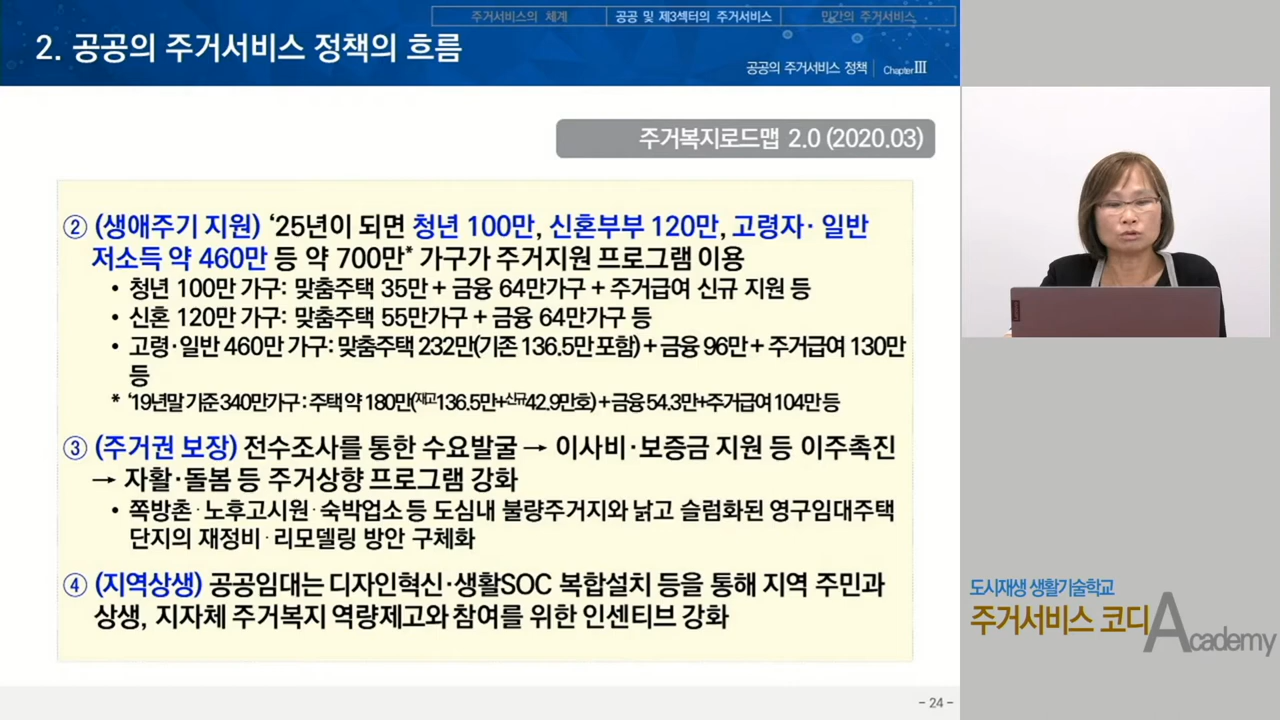 주거서비스의 체계
공공 및 제3섹터의 주거서비스
민간의 주거서비스
2. 공공의 주거서비스 정책의 흐름
공공의 주거서비스 정책 | Chapter Ⅲ
주거복지로드맵 2.0 (2020.03)
② (생애주기 지원) ‘25년이 되면 청년 100만, 신혼부부 120만, 고령자· 일반
저소득 약 460만 등 약 700만* 가구가 주거지원 프로그램 이용
• 청년 100만 가구: 맞춤주택 35만 + 금융 64만가구 + 주거급여 신규 지원 등
• 신혼 120만 가구: 맞춤주택 55만가구 + 금융 64만가구 등
• 고령·일반 460만 가구: 맞춤주택 232만(기존 136.5만 포함) + 금융 96만 + 주거급여 130만
등
* ‘19년말 기준 340만가구 : 주택 약 180만(재고136.5만+신규42.9만호) + 금융 54.3만+주거급여 104만 등
③ (주거권 보장) 전수조사를 통한 수요발굴 → 이사비·보증금 지원 등 이주촉진
→ 자활·돌봄 등 주거상향 프로그램 강화
• 쪽방촌·노후고시원·숙박업소 등 도심내 불량주거지와 낡고 슬럼화된 영구임대주택
단지의 재정비·리모델링 방안 구체화
④ (지역상생) 공공임대는 디자인혁신·생활SOC 복합설치 등을 통해 지역 주민과
상생, 지자체 주거복지 역량제고와 참여를 위한 인센티브 강화
- 24 -
Lenovo
도시재생 생활기술학교
주거서비스 코디 Academy